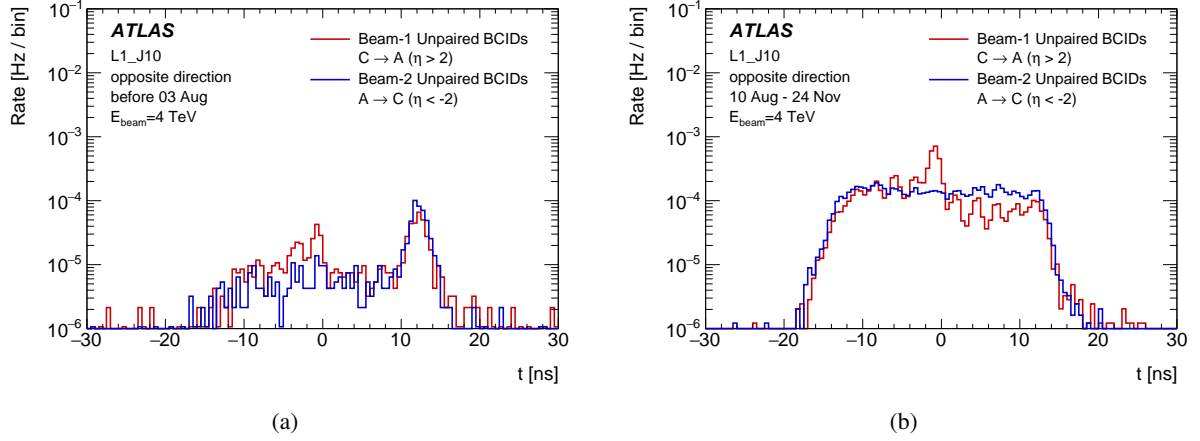 Rate [Hz / bin]
10⁻¹
10⁻²
10⁻³
10⁻⁴
10⁻⁵
10⁻⁶
ATLAS
L1_J10
opposite direction
before 03 Aug
E_beam=4 TeV
Beam-1 Unpaired BCIDs
C → A (η > 2)
Beam-2 Unpaired BCIDs
A → C (η < -2)
−30 −20 −10 0 10 20 30
t [ns]
(a)
Rate [Hz / bin]
10⁻¹
10⁻²
10⁻³
10⁻⁴
10⁻⁵
10⁻⁶
ATLAS
L1_J10
opposite direction
10 Aug - 24 Nov
E_beam=4 TeV
Beam-1 Unpaired BCIDs
C → A (η > 2)
Beam-2 Unpaired BCIDs
A → C (η < -2)
−30 −20 −10 0 10 20 30
t [ns]
(b)